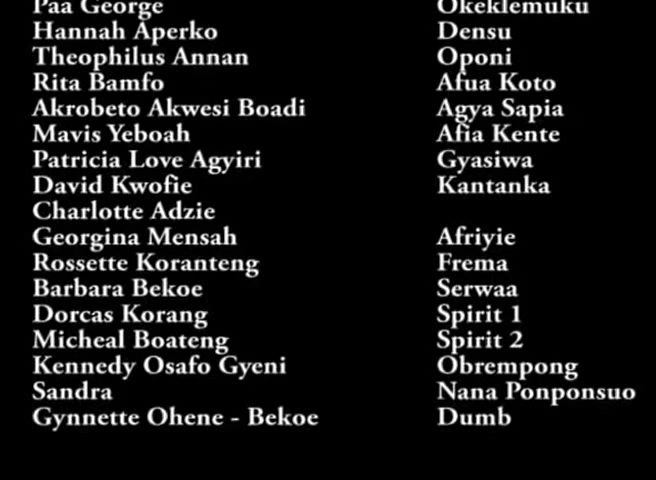 Paa George Okeklemuku
Hannah Aperko Densu
Theophilus Annan Oponi
Rita Bamfo Afua Koto
Akrobeto Akwesi Boadi Agya Sapia
Mavis Yeboah Afia Kente
Patricia Love Agyiri Gyasiwa
David Kwofie Kantanka
Charlotte Adzie
Georgina Mensah Afriyie
Rossette Koranteng Frema
Barbara Bekoe Serwaa
Dorcas Korang Spirit 1
Micheal Boateng Spirit 2
Kennedy Osafo Gyeni Obrempong
Sandra Nana Ponponsuo
Gynnette Ohene - Bekoe Dumb